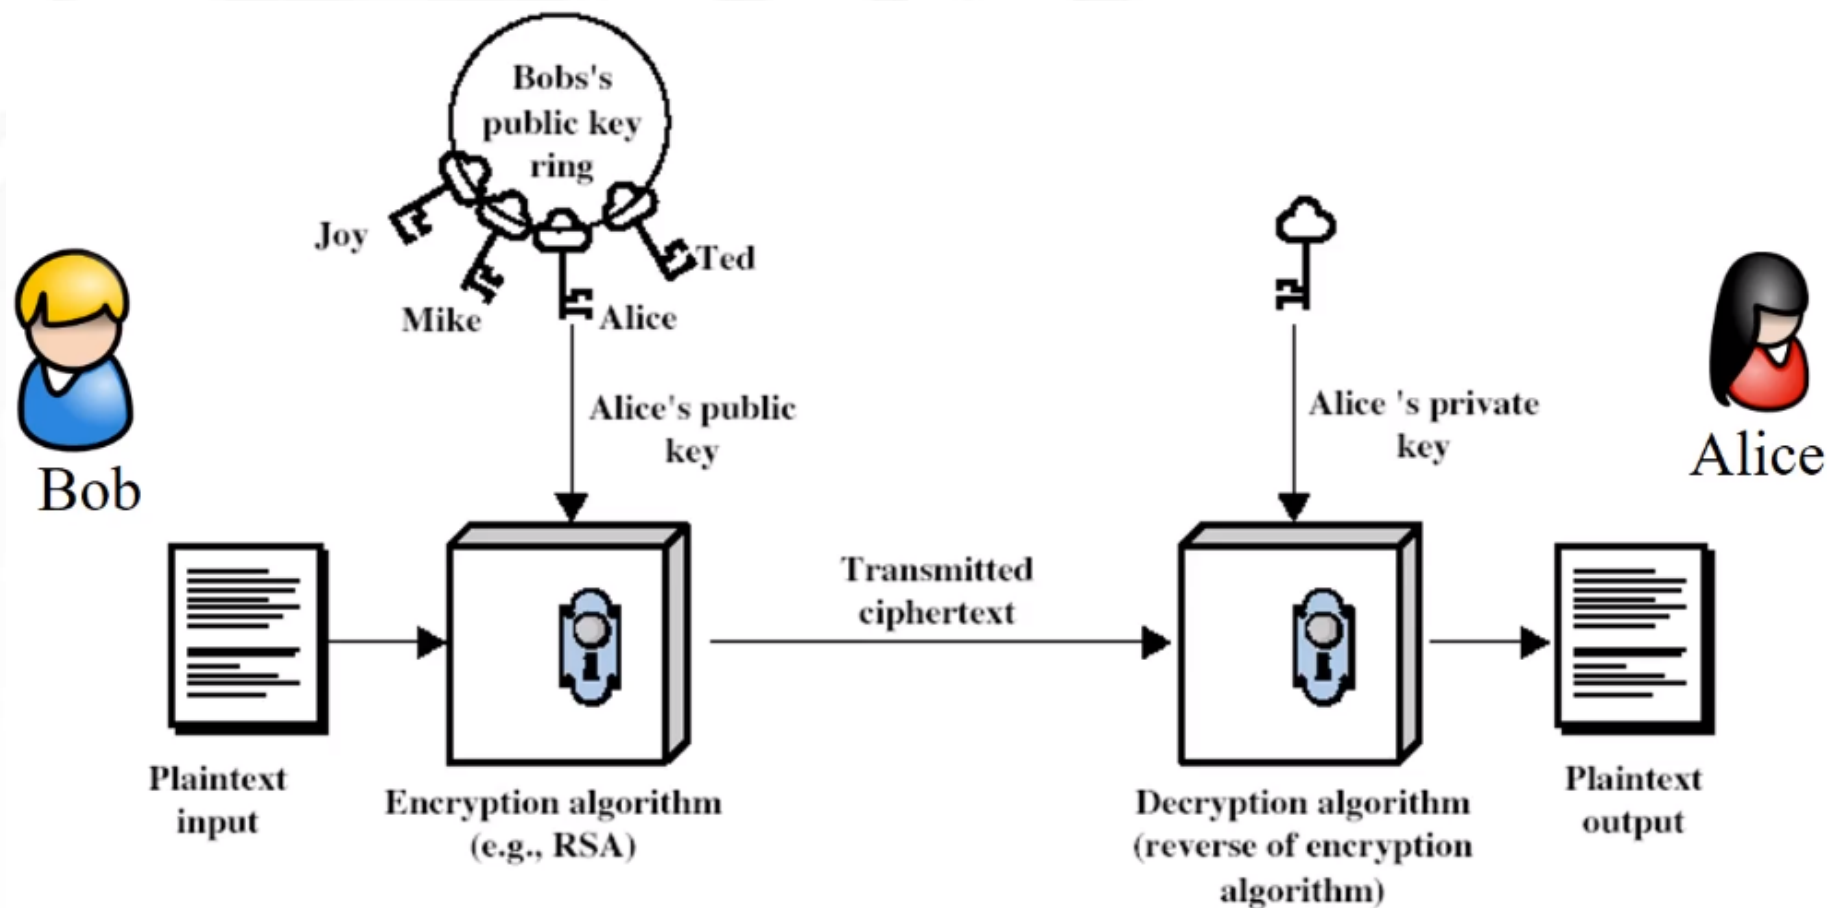 Bobs's
public key
ring
Joy
Mike
Alice
Ted
Alice's public
key
Alice 's private
key
Bob
Alice
Transmitted
ciphertext
Plaintext
input
Encryption algorithm
(e.g., RSA)
Decryption algorithm
(reverse of encryption
algorithm)
Plaintext
output